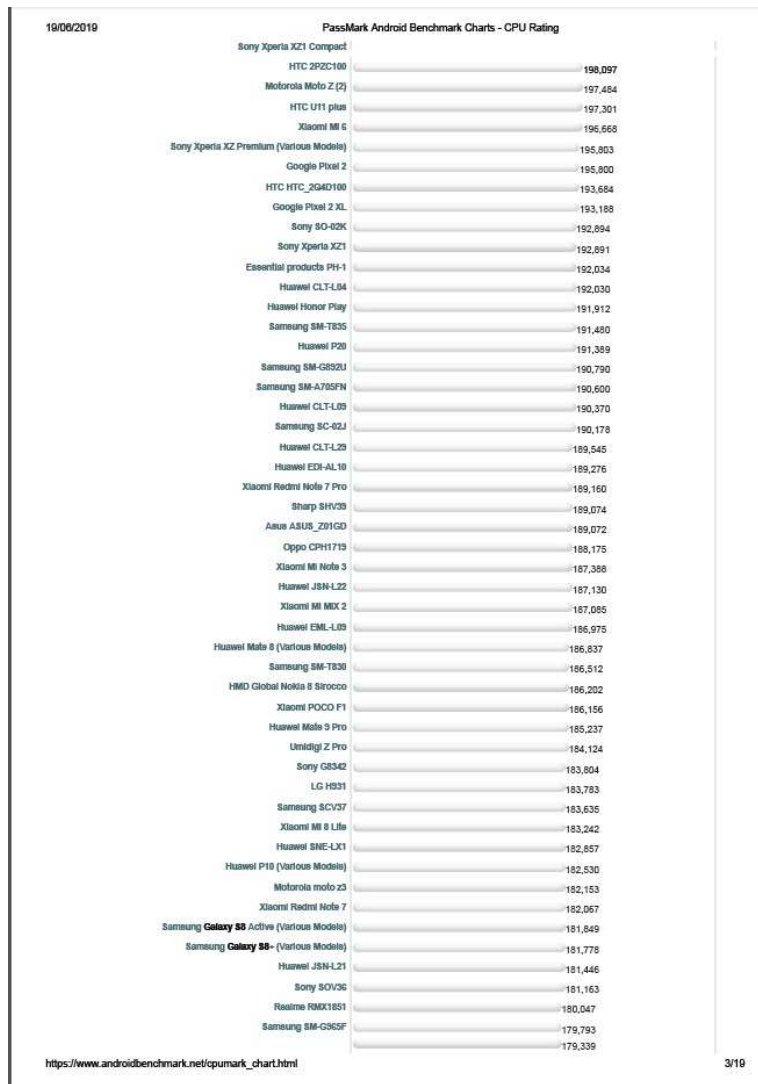 19/06/2019 PassMark Android Benchmark Charts - CPU Rating
Sony Xperia XZ1 Compact
HTC 2PZC100 198,097
Motorola Moto Z (2) 197,484
HTC U11 plus 197,301
Xiaomi MI 6 196,668
Sony Xperia XZ Premium (Various Models) 195,803
Google Pixel 2 195,800
HTC HTC_2Q4D100 193,684
Google Pixel 2 XL 193,188
Sony SO-02K 192,894
Sony Xperia XZ1 192,891
Essential products PH-1 192,034
Huawei CLT-L04 192,030
Huawei Honor Play 191,912
Samsung SM-T835 191,480
Huawei P20 191,389
Samsung SM-G892U 190,790
Samsung SM-A705FN 190,600
Huawei CLT-L09 190,370
Samsung SC-02J 190,178
Huawei CLT-L29 189,545
Huawei EDI-AL10 189,276
Xiaomi Redmi Note 7 Pro 189,160
Sharp SHV39 189,074
Asus ASUS_Z01GD 189,072
Oppo CPH1719 188,175
Xiaomi Mi Note 3 187,388
Huawei JSN-L22 187,130
Xiaomi MI MIX 2 187,085
Huawei EML-L09 186,975
Huawei Mate 8 (Various Models) 186,837
Samsung SM-T830 186,512
HMD Global Nokia 8 Sirocco 186,202
Xiaomi POCO F1 186,156
Huawei Mate 9 Pro 185,237
Umidigi Z Pro 184,124
Sony G8342 183,804
LG H931 183,783
Samsung SCV37 183,635
Xiaomi MI 8 Lite 183,242
Huawei SNE-LX1 182,857
Huawei P10 (Various Models) 182,530
Motorola moto z3 182,153
Xiaomi Redmi Note 7 182,067
Samsung Galaxy S8 Active (Various Models) 181,849
Samsung Galaxy S8+ (Various Models) 181,778
Huawei JSN-L21 181,446
Sony SOV36 181,163
Realme RMX1851 180,047
Samsung SM-G965F 179,793
179,339
https://www.androidbenchmark.net/cpumark_chart.html 3/19